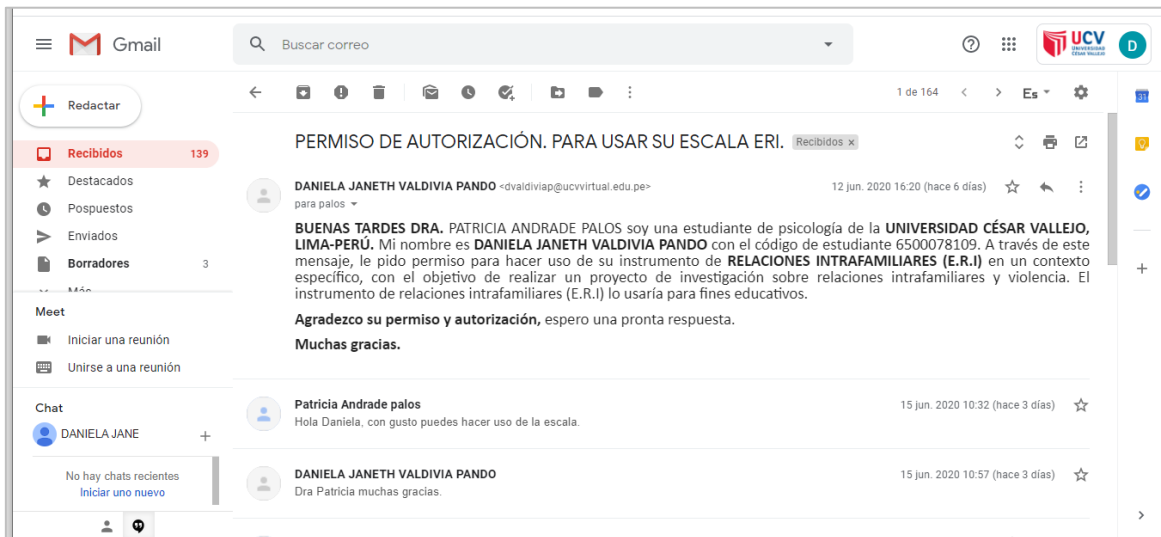 Gmail
Buscar correo
UCV
UNIVERSIDAD
CÉSAR VALLEJO
D
Redactar
1 de 164
Es
31
Recibidos 139
Destacados
Pospuestos
Enviados
Borradores 3
Más
Meet
Iniciar una reunión
Unirse a una reunión
Chat
DANIELA JANE
No hay chats recientes
Iniciar uno nuevo
PERMISO DE AUTORIZACIÓN. PARA USAR SU ESCALA ERI. Recibidos x
DANIELA JANETH VALDIVIA PANDO <dvaldiviap@ucvvirtual.edu.pe> 12 jun. 2020 16:20 (hace 6 días)
para palos
BUENAS TARDES DRA. PATRICIA ANDRADE PALOS soy una estudiante de psicología de la UNIVERSIDAD CÉSAR VALLEJO,
LIMA-PERÚ. Mi nombre es DANIELA JANETH VALDIVIA PANDO con el código de estudiante 6500078109. A través de este
mensaje, le pido permiso para hacer uso de su instrumento de RELACIONES INTRAFAMILIARES (E.R.I) en un contexto
específico, con el objetivo de realizar un proyecto de investigación sobre relaciones intrafamiliares y violencia. El
instrumento de relaciones intrafamiliares (E.R.I) lo usaría para fines educativos.
Agradezco su permiso y autorización, espero una pronta respuesta.
Muchas gracias.
Patricia Andrade palos 15 jun. 2020 10:32 (hace 3 días)
Hola Daniela, con gusto puedes hacer uso de la escala.
DANIELA JANETH VALDIVIA PANDO 15 jun. 2020 10:57 (hace 3 días)
Dra Patricia muchas gracias.